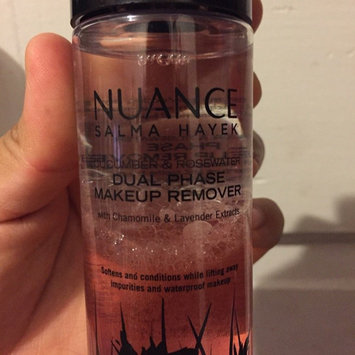 NUANCE
SALMA HAYEK
CUCUMBER & ROSEWATER
DUAL PHASE
MAKEUP REMOVER
with Chamomile & Lavender Extracts
Softens and conditions while lifting away
impurities and waterproof makeup